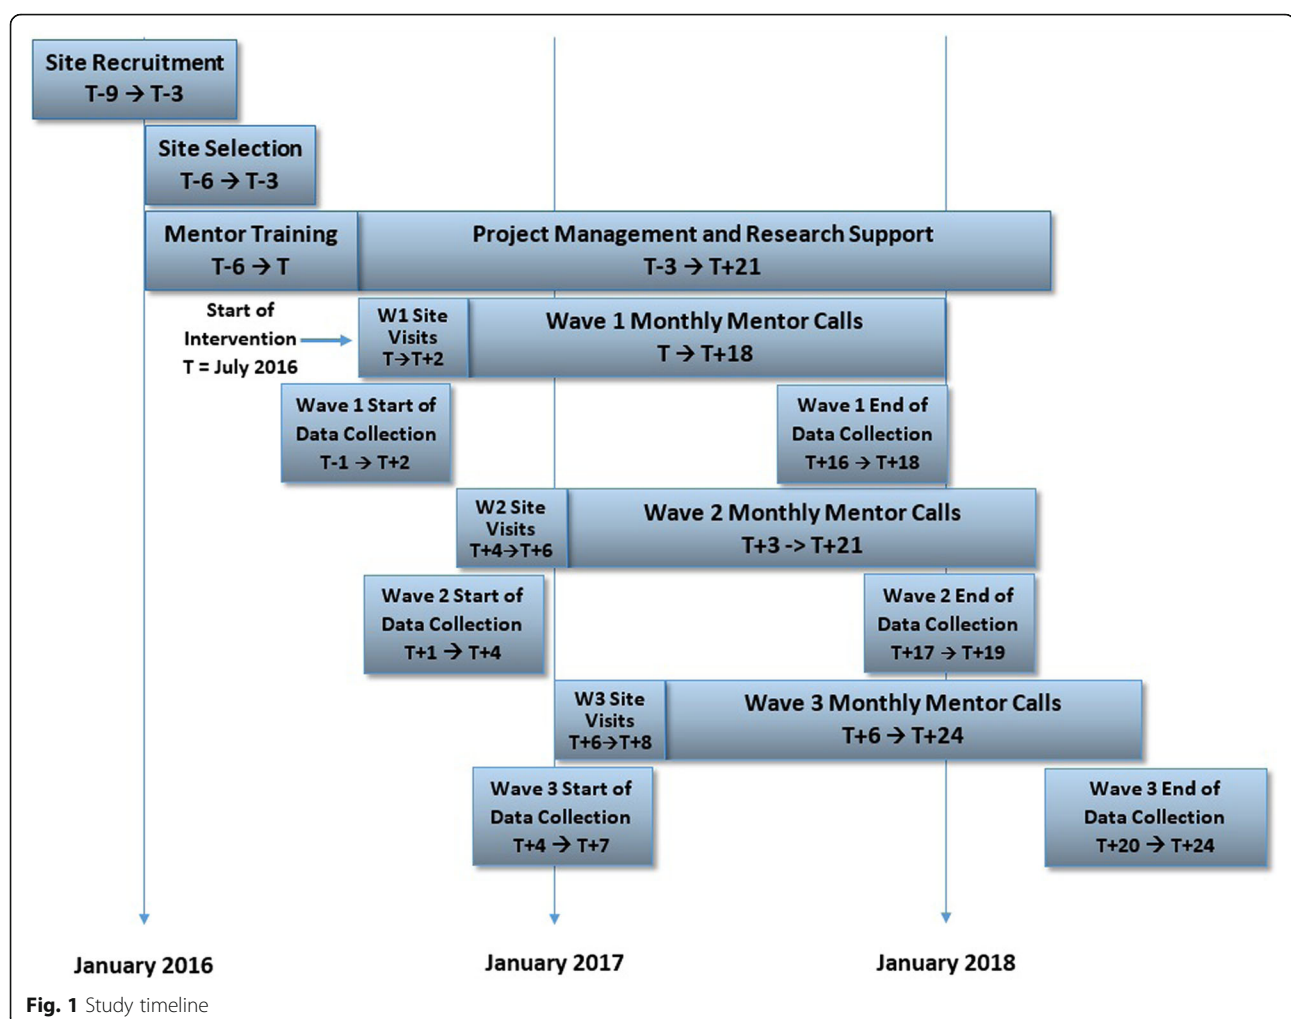 Site Recruitment
T-9 → T-3
Site Selection
T-6 → T-3
Mentor Training
T-6 → T
Project Management and Research Support
T-3 → T+21
Start of
Intervention
T = July 2016
W1 Site
Visits
T→T+2
Wave 1 Monthly Mentor Calls
T → T+18
Wave 1 Start of
Data Collection
T-1 → T+2
Wave 1 End of
Data Collection
T+16 → T+18
W2 Site
Visits
T+4→T+6
Wave 2 Monthly Mentor Calls
T+3 -> T+21
Wave 2 Start of
Data Collection
T+1 → T+4
Wave 2 End of
Data Collection
T+17 → T+19
W3 Site
Visits
T+6→T+8
Wave 3 Monthly Mentor Calls
T+6 → T+24
Wave 3 Start of
Data Collection
T+4 → T+7
Wave 3 End of
Data Collection
T+20 → T+24
January 2016
January 2017
January 2018
Fig. 1 Study timeline